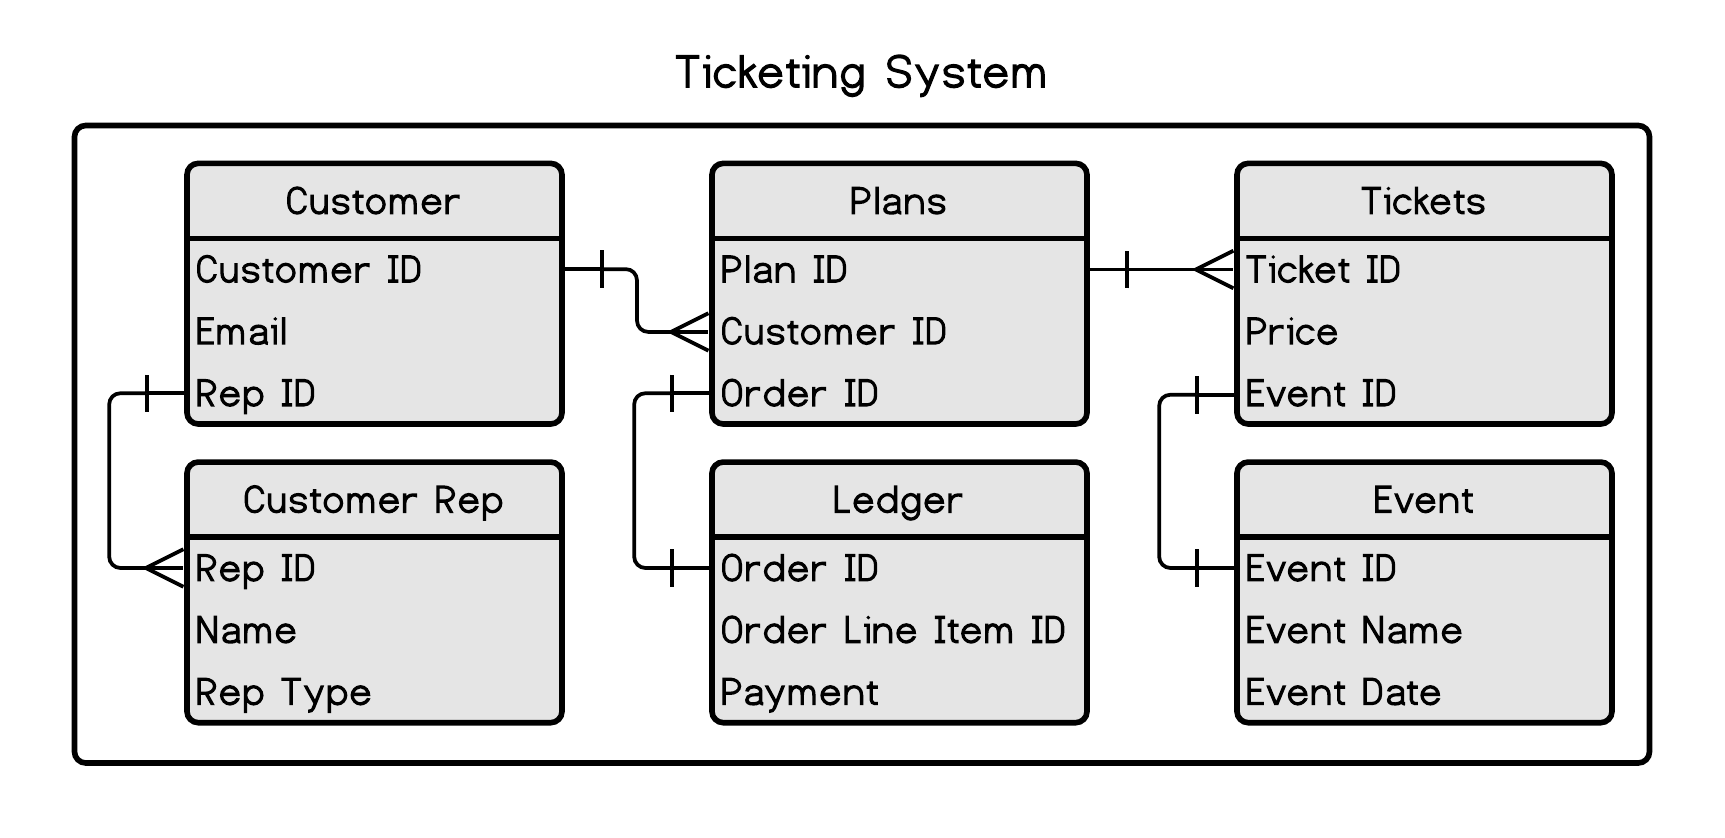 Ticketing System
Customer
Customer ID
Email
Rep ID
Plans
Plan ID
Customer ID
Order ID
Tickets
Ticket ID
Price
Event ID
Customer Rep
Rep ID
Name
Rep Type
Ledger
Order ID
Order Line Item ID
Payment
Event
Event ID
Event Name
Event Date